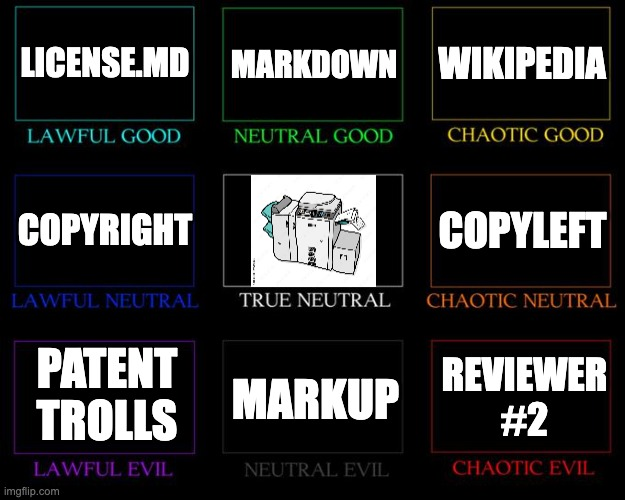 LICENSE.MD
MARKDOWN
WIKIPEDIA
LAWFUL GOOD
NEUTRAL GOOD
CHAOTIC GOOD
COPYRIGHT
COPYLEFT
LAWFUL NEUTRAL
TRUE NEUTRAL
CHAOTIC NEUTRAL
PATENT
TROLLS
MARKUP
REVIEWER
#2
LAWFUL EVIL
NEUTRAL EVIL
CHAOTIC EVIL
imgflip.com